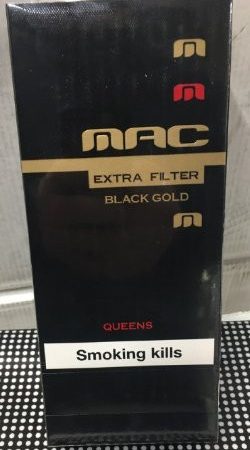 m
m
MAC
EXTRA FILTER
BLACK GOLD
m
QUEENS
Smoking kills